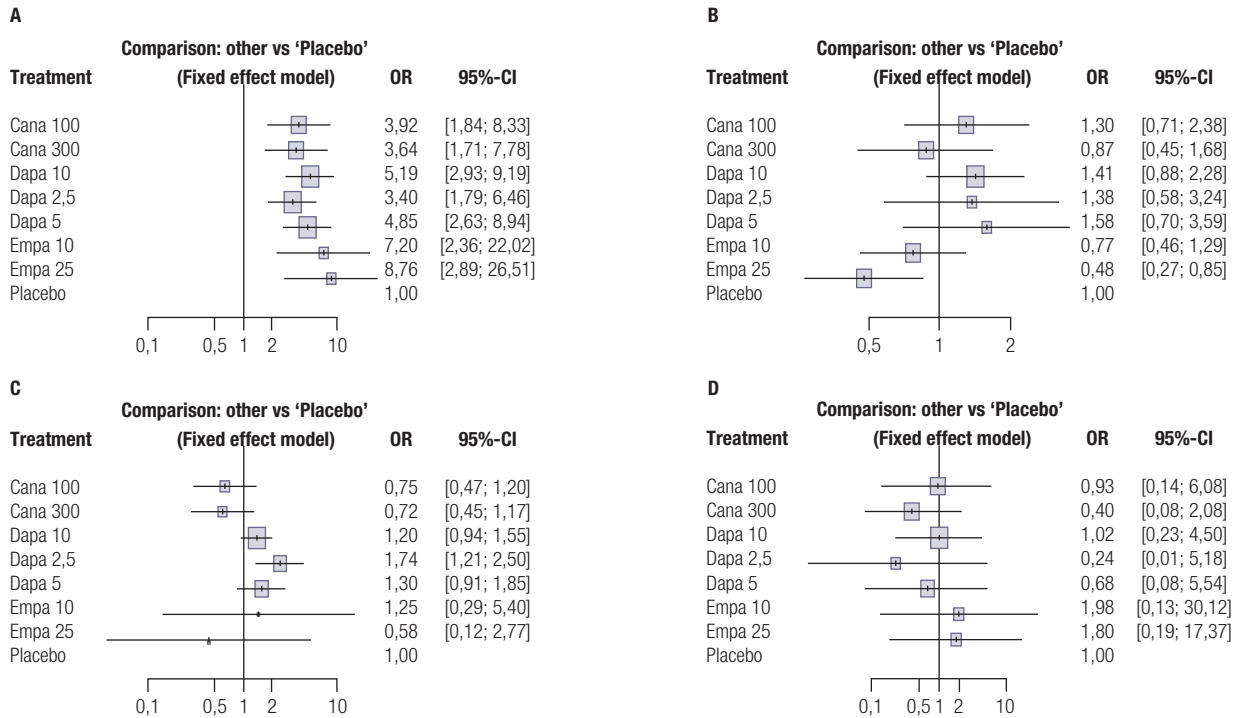 A
Comparison: other vs ‘Placebo’
Treatment (Fixed effect model) OR 95%-CI
Cana 100 3,92 [1,84; 8,33]
Cana 300 3,64 [1,71; 7,78]
Dapa 10 5,19 [2,93; 9,19]
Dapa 2,5 3,40 [1,79; 6,46]
Dapa 5 4,85 [2,63; 8,94]
Empa 10 7,20 [2,36; 22,02]
Empa 25 8,76 [2,89; 26,51]
Placebo 1,00
0,1 0,5 1 2 10
B
Comparison: other vs ‘Placebo’
Treatment (Fixed effect model) OR 95%-CI
Cana 100 1,30 [0,71; 2,38]
Cana 300 0,87 [0,45; 1,68]
Dapa 10 1,41 [0,88; 2,28]
Dapa 2,5 1,38 [0,58; 3,24]
Dapa 5 1,58 [0,70; 3,59]
Empa 10 0,77 [0,46; 1,29]
Empa 25 0,48 [0,27; 0,85]
Placebo 1,00
0,5 1 2
C
Comparison: other vs ‘Placebo’
Treatment (Fixed effect model) OR 95%-CI
Cana 100 0,75 [0,47; 1,20]
Cana 300 0,72 [0,45; 1,17]
Dapa 10 1,20 [0,94; 1,55]
Dapa 2,5 1,74 [1,21; 2,50]
Dapa 5 1,30 [0,91; 1,85]
Empa 10 1,25 [0,29; 5,40]
Empa 25 0,58 [0,12; 2,77]
Placebo 1,00
0,1 0,5 1 2 10
D
Comparison: other vs ‘Placebo’
Treatment (Fixed effect model) OR 95%-CI
Cana 100 0,93 [0,14; 6,08]
Cana 300 0,40 [0,08; 2,08]
Dapa 10 1,02 [0,23; 4,50]
Dapa 2,5 0,24 [0,01; 5,18]
Dapa 5 0,68 [0,08; 5,54]
Empa 10 1,98 [0,13; 30,12]
Empa 25 1,80 [0,19; 17,37]
Placebo 1,00
0,1 0,5 1 2 10